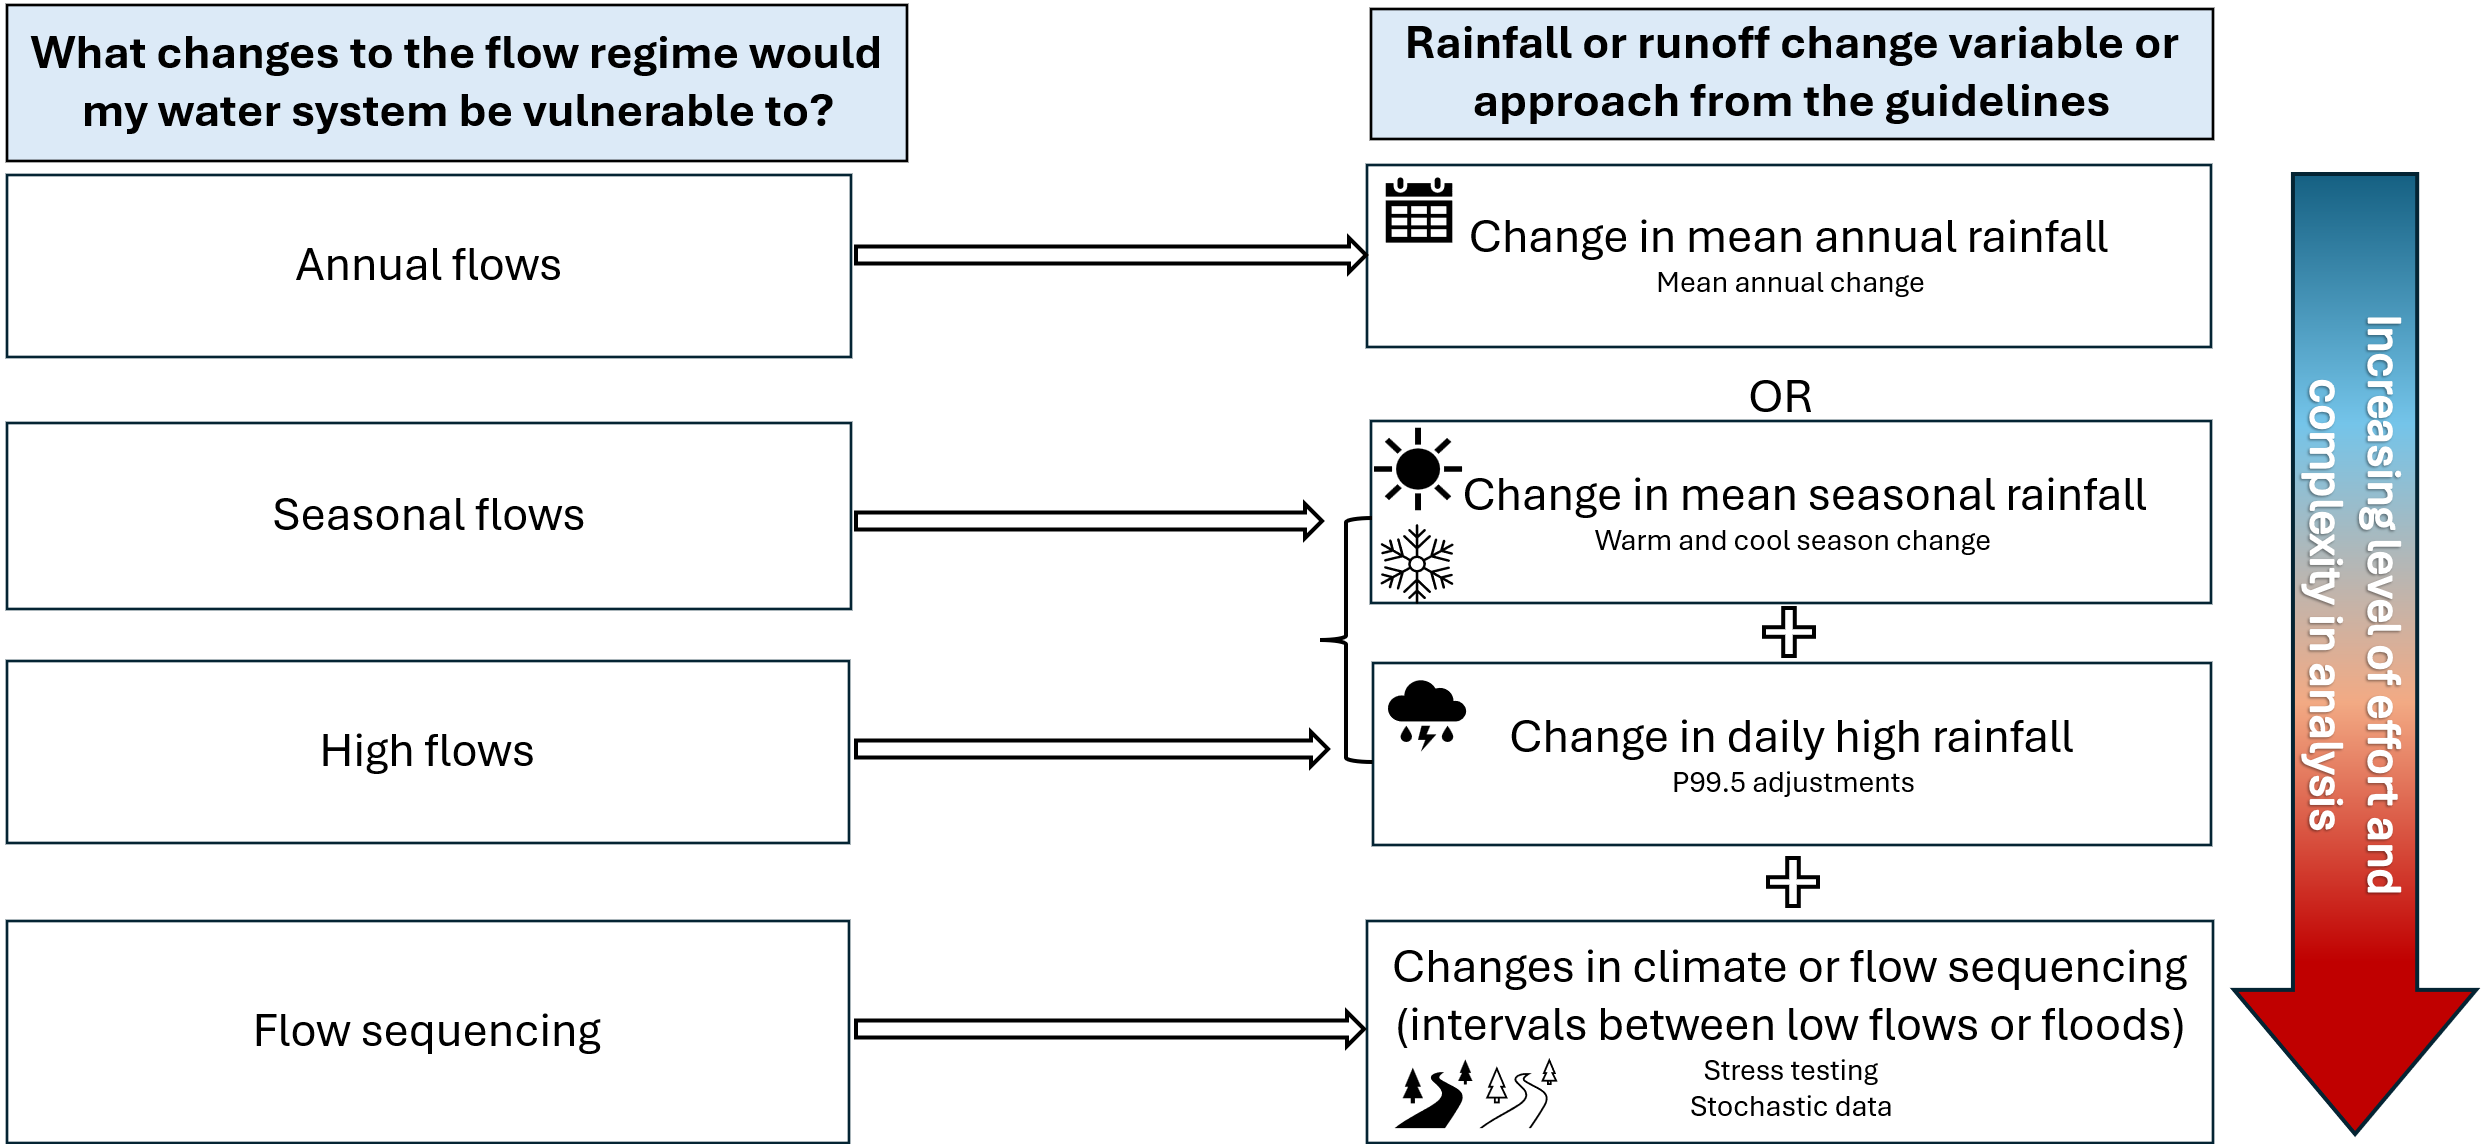 What changes to the flow regime would
my water system be vulnerable to?
Rainfall or runoff change variable or
approach from the guidelines
Annual flows
Change in mean annual rainfall
Mean annual change
OR
Seasonal flows
Change in mean seasonal rainfall
Warm and cool season change
High flows
Change in daily high rainfall
P99.5 adjustments
Flow sequencing
Changes in climate or flow sequencing
(intervals between low flows or floods)
Stress testing
Stochastic data
Increasing level of effort and
complexity in analysis